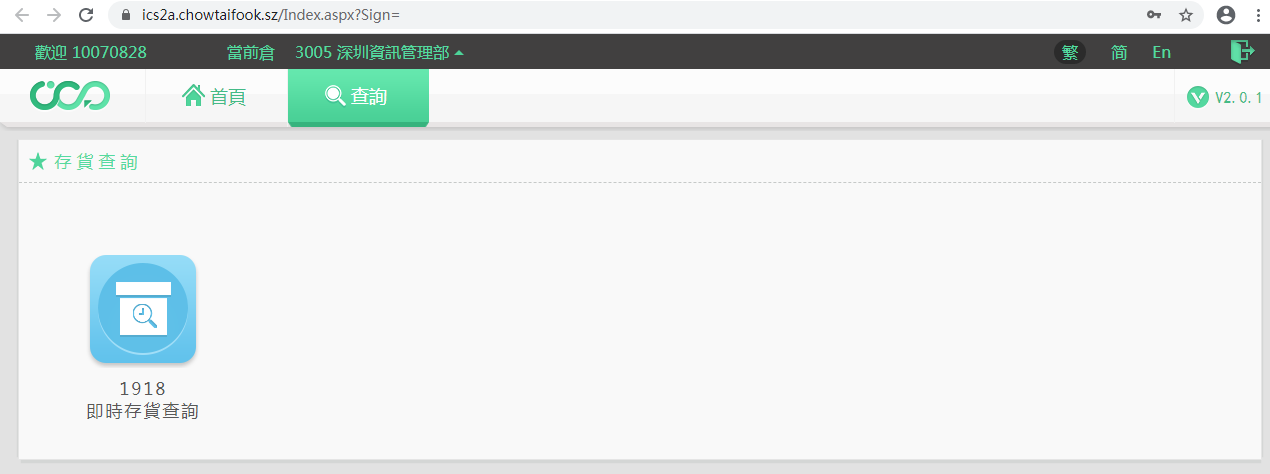 ics2a.chowtaifook.sz/Index.aspx?Sign=
歡迎 10070828 當前倉 3005 深圳資訊管理部 繁 简 En
首頁 查詢 V2.0.1
存貨查詢
1918
即時存貨查詢